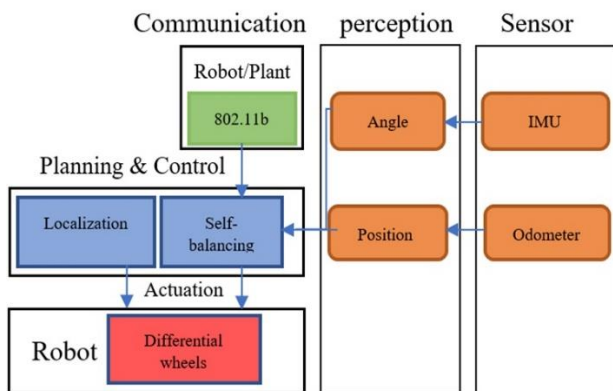 Communication
perception
Sensor
Robot/Plant
802.11b
Angle
IMU
Planning & Control
Localization
Self-
balancing
Position
Odometer
Actuation
Robot
Differential
wheels